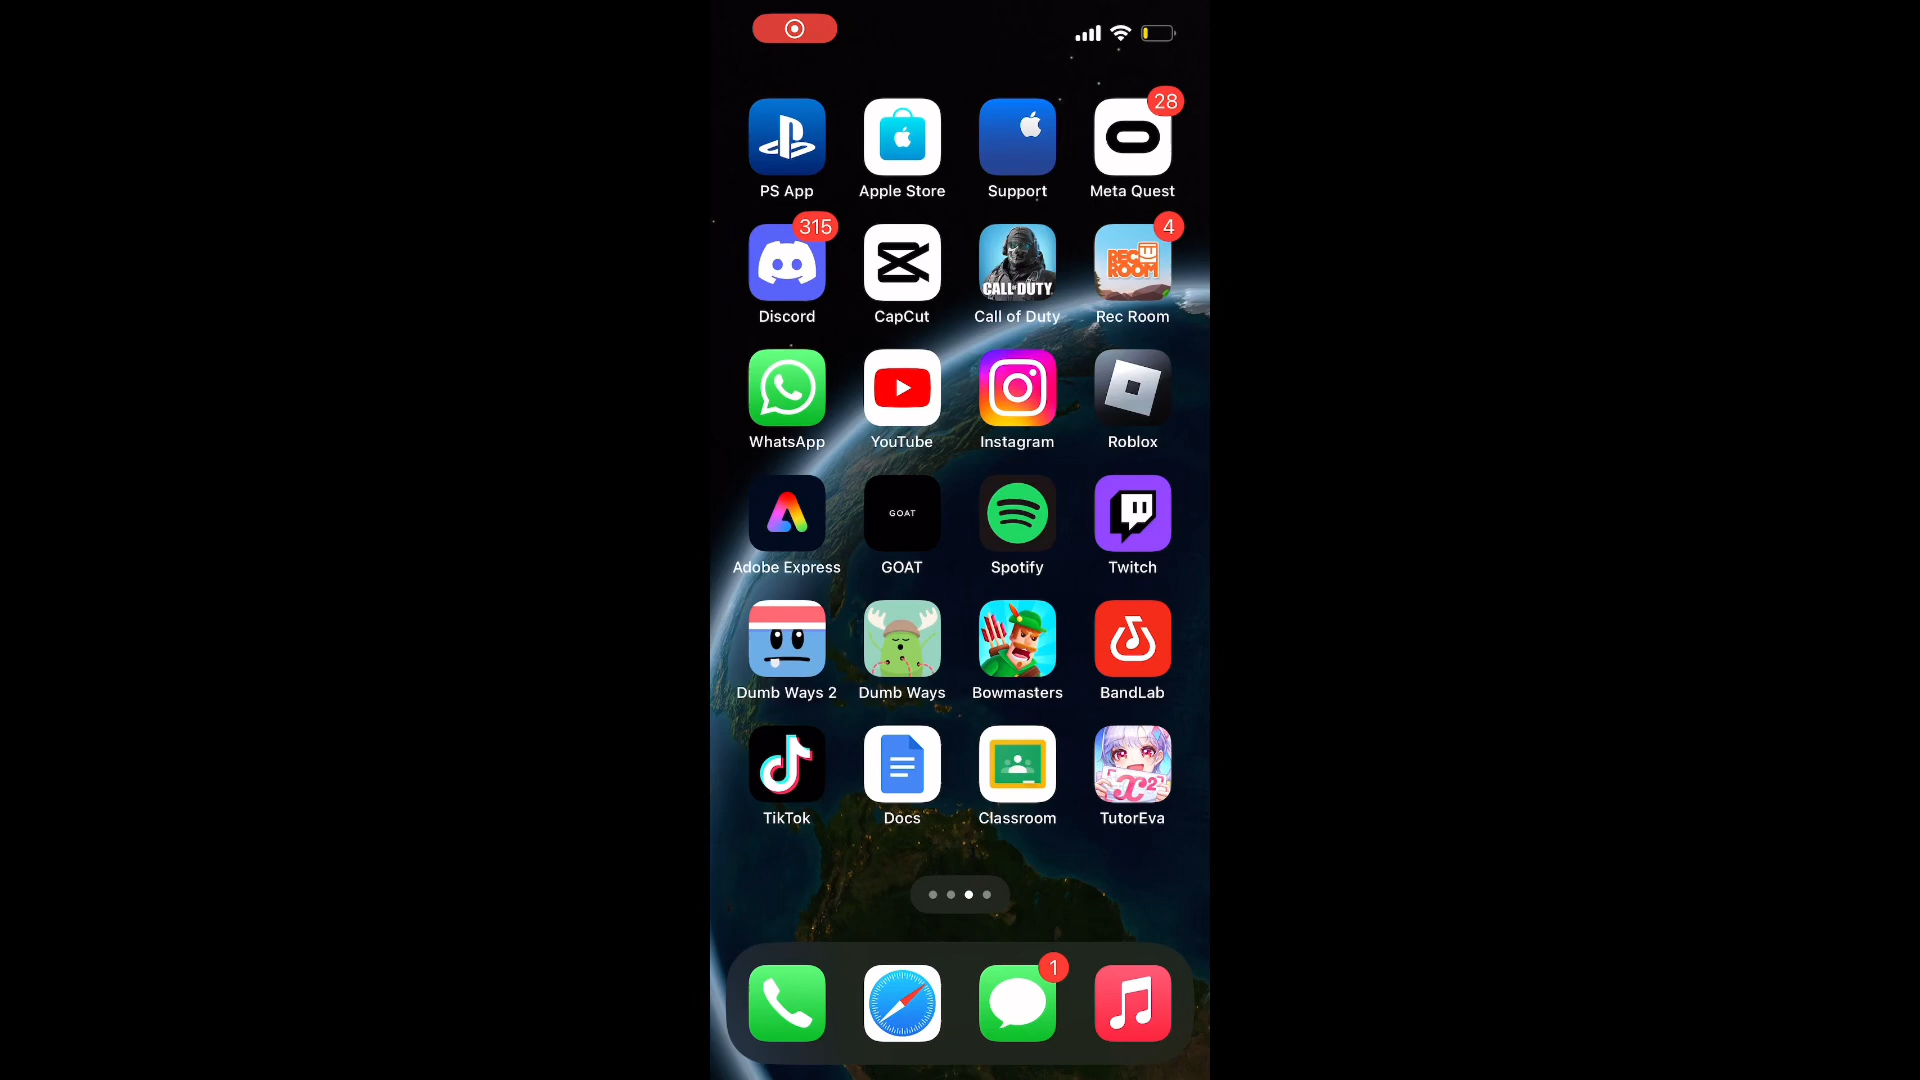 28
PS App Apple Store Support Meta Quest
315 CALL OF DUTY 4 REC ROOM
Discord CapCut Call of Duty Rec Room
WhatsApp YouTube Instagram Roblox
GOAT
Adobe Express GOAT Spotify Twitch
Dumb Ways 2 Dumb Ways Bowmasters BandLab
x²
TikTok Docs Classroom TutorEva
1